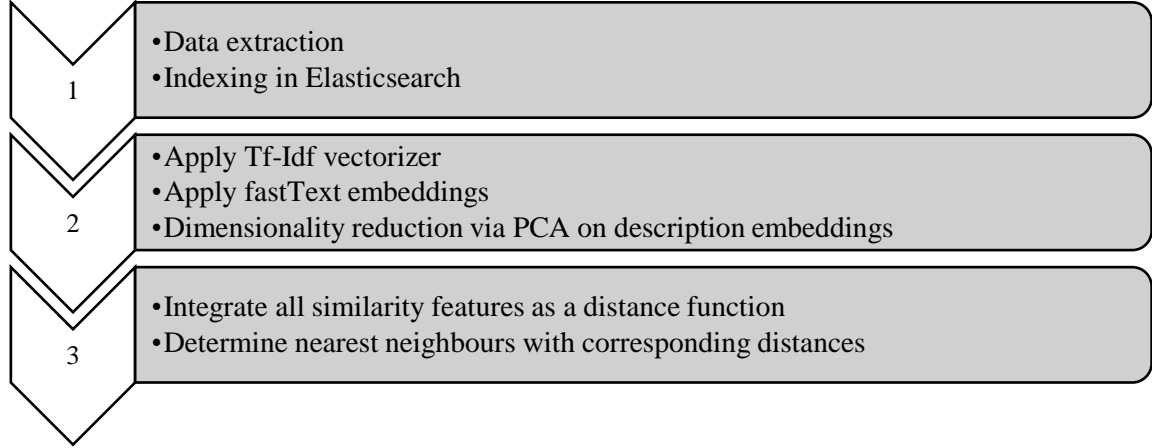 1
•Data extraction
•Indexing in Elasticsearch
2
•Apply Tf-Idf vectorizer
•Apply fastText embeddings
•Dimensionality reduction via PCA on description embeddings
3
•Integrate all similarity features as a distance function
•Determine nearest neighbours with corresponding distances